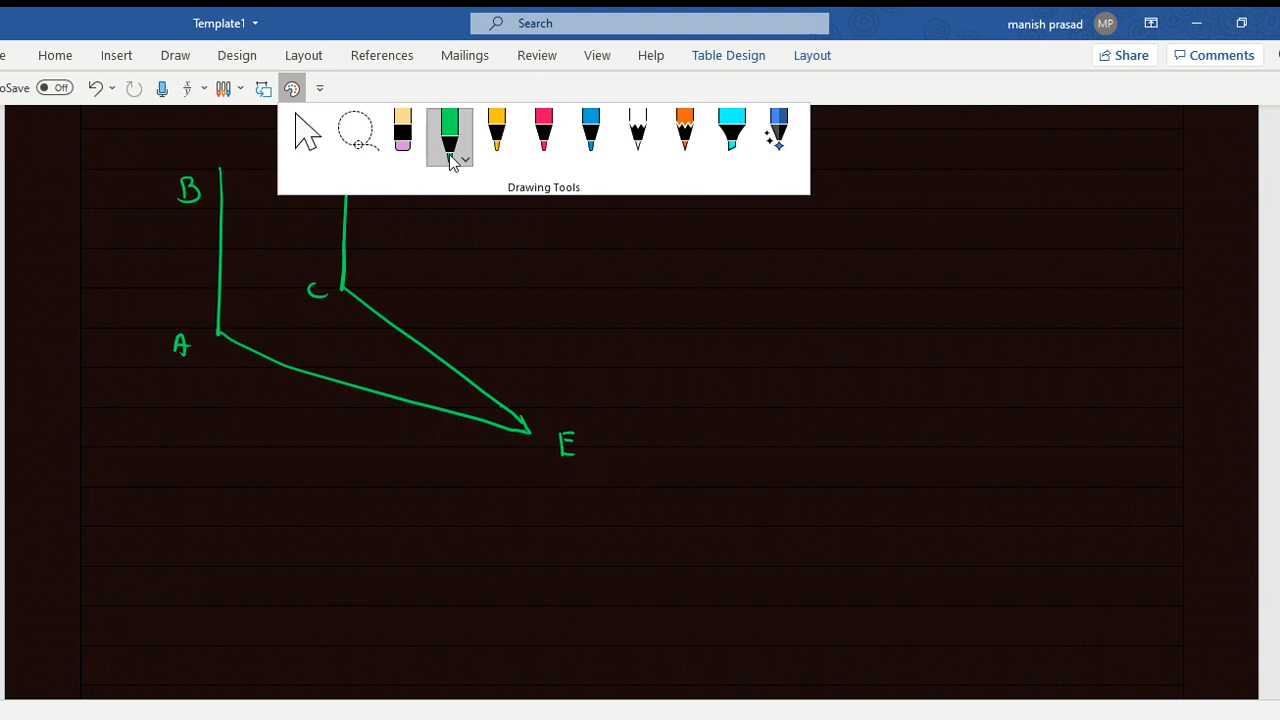 Template1
Search
manish prasad
MP
Home Insert Draw Design Layout References Mailings Review View Help Table Design Layout
Share
Comments
oSave
Off
Drawing Tools
B
C
A
E